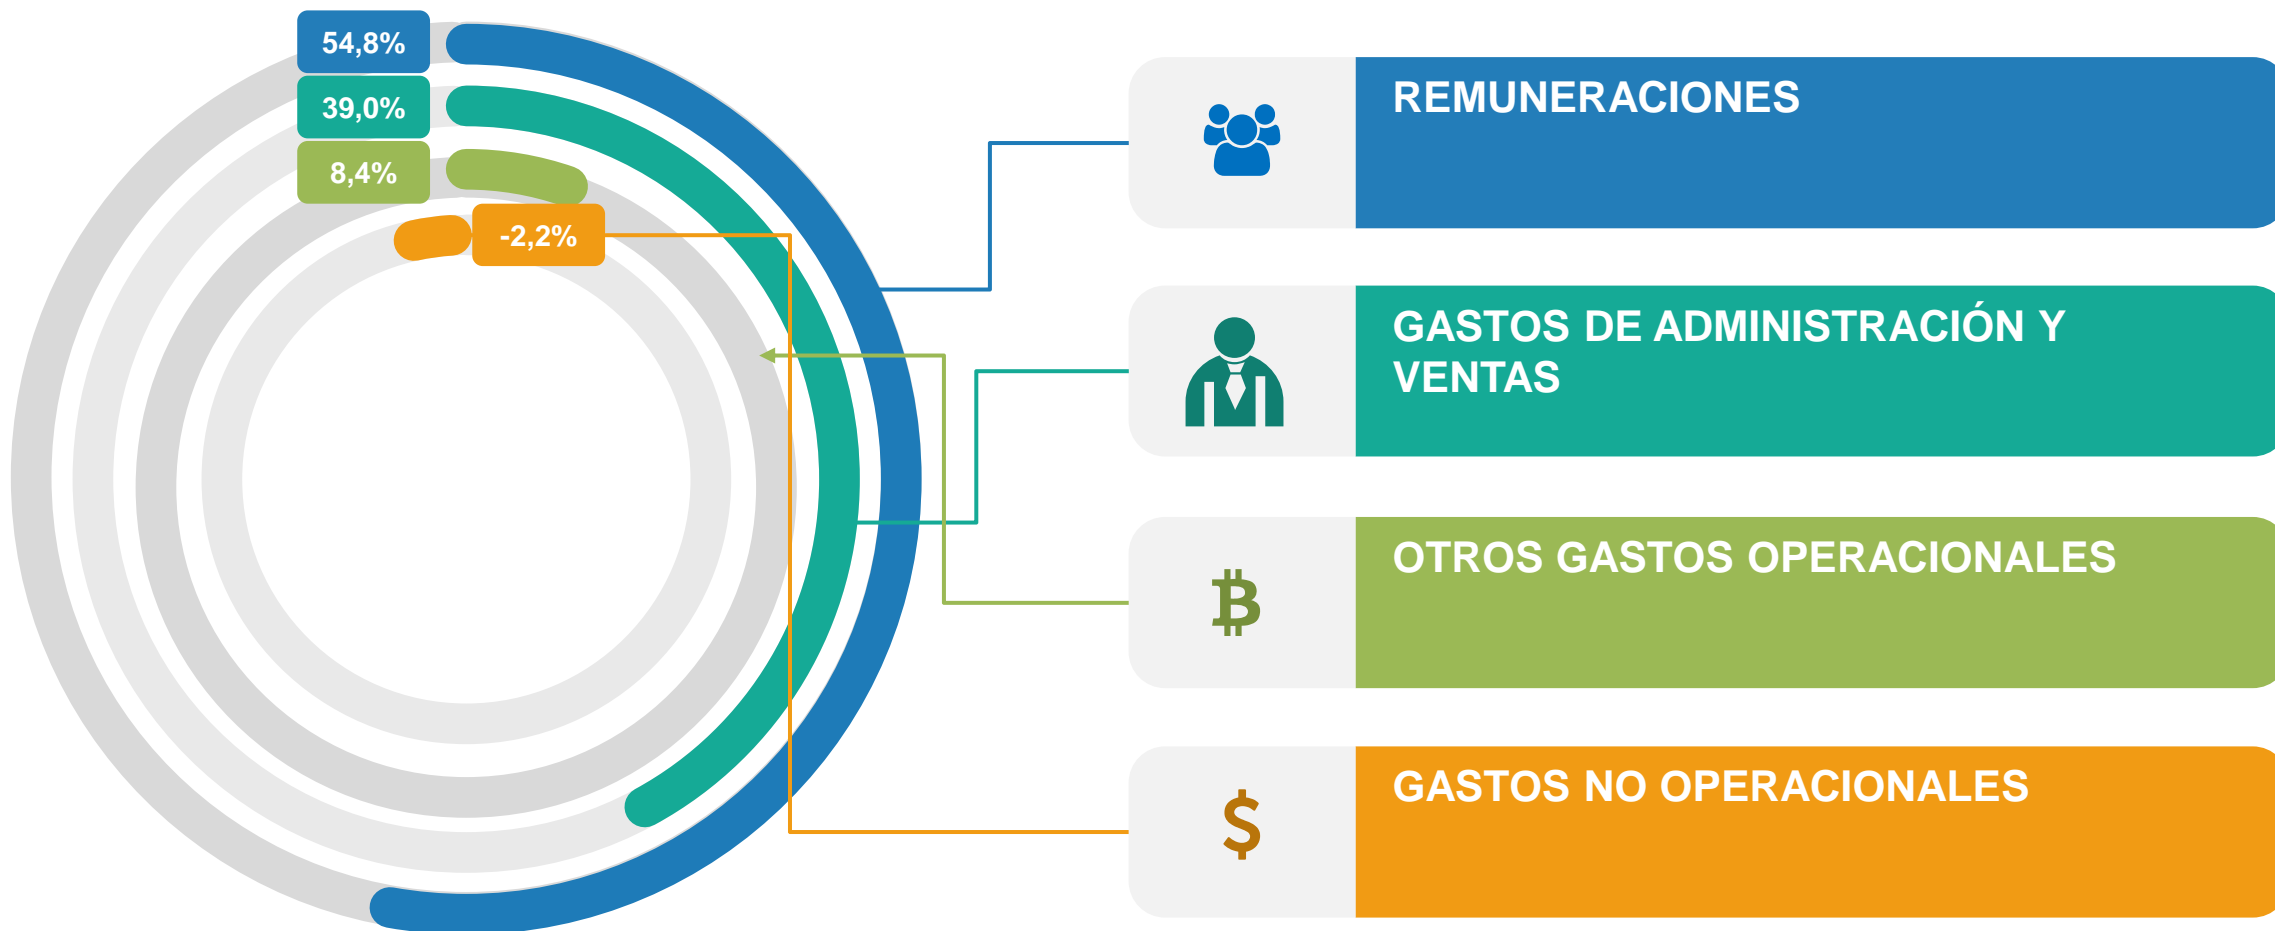 54,8%
39,0%
8,4%
-2,2%
REMUNERACIONES
GASTOS DE ADMINISTRACIÓN Y
VENTAS
OTROS GASTOS OPERACIONALES
GASTOS NO OPERACIONALES